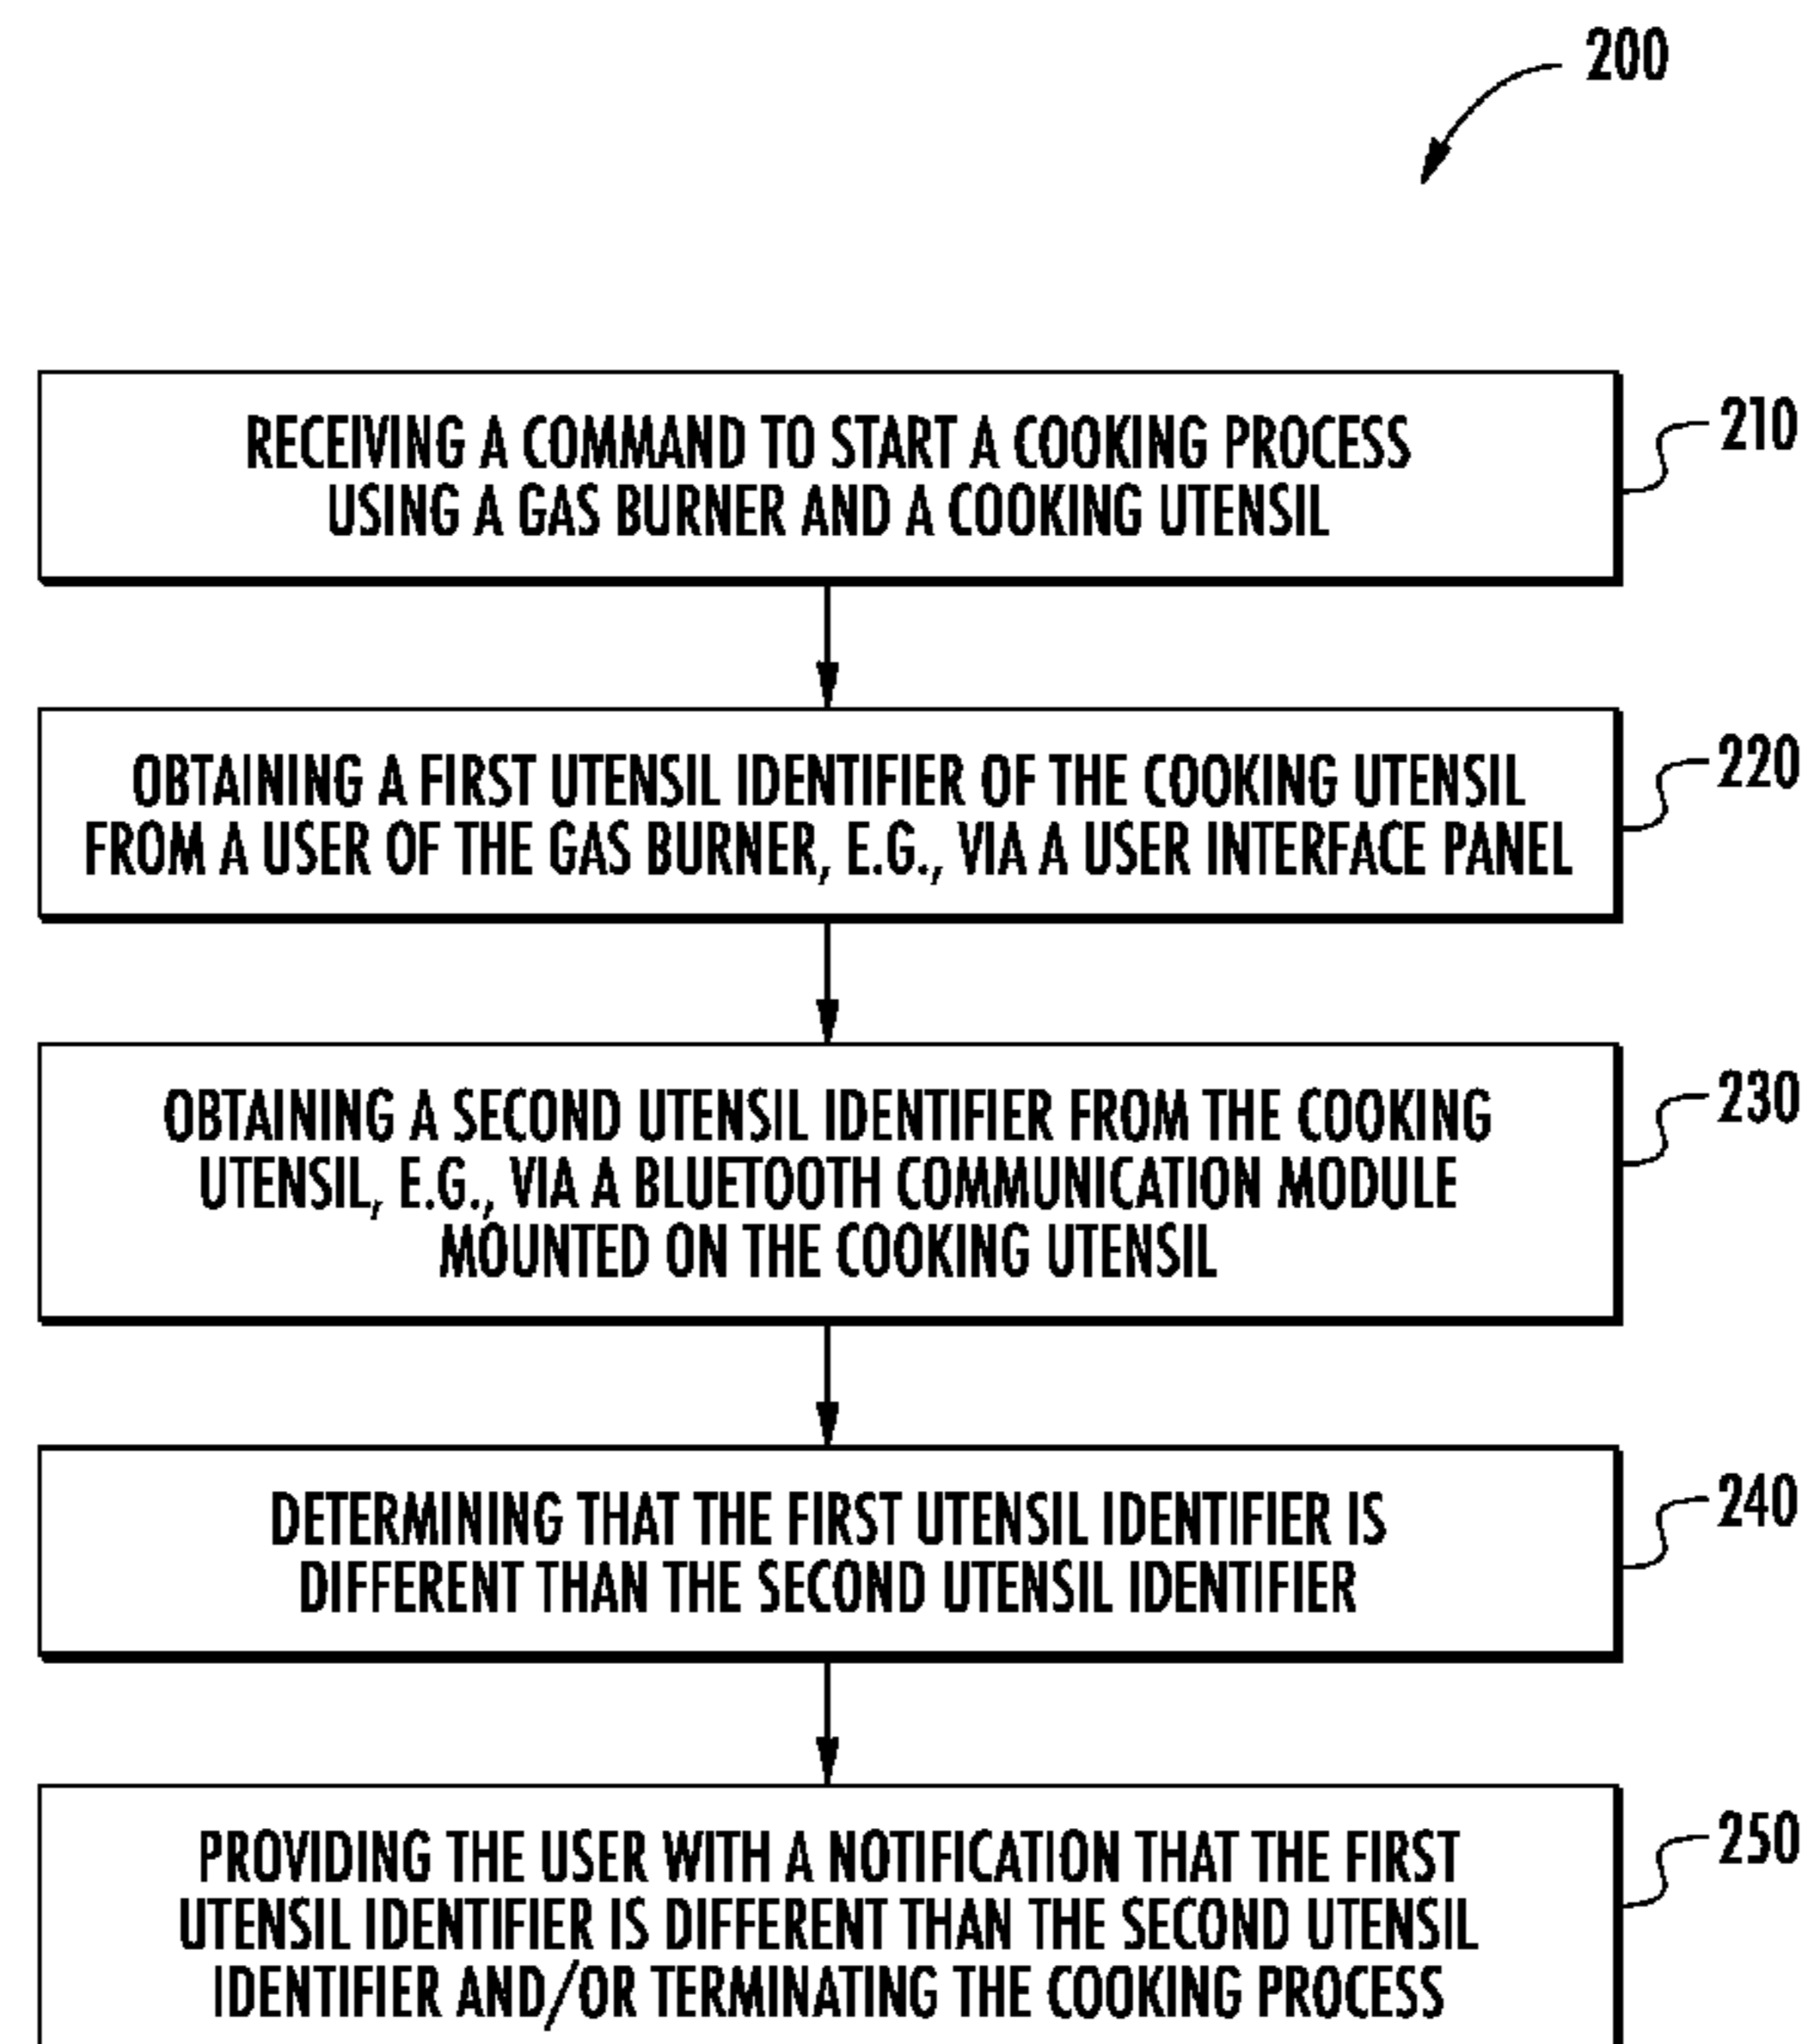 200
RECEIVING A COMMAND TO START A COOKING PROCESS
USING A GAS BURNER AND A COOKING UTENSIL
210
OBTAINING A FIRST UTENSIL IDENTIFIER OF THE COOKING UTENSIL
FROM A USER OF THE GAS BURNER, E.G., VIA A USER INTERFACE PANEL
220
OBTAINING A SECOND UTENSIL IDENTIFIER FROM THE COOKING
UTENSIL, E.G., VIA A BLUETOOTH COMMUNICATION MODULE
MOUNTED ON THE COOKING UTENSIL
230
DETERMINING THAT THE FIRST UTENSIL IDENTIFIER IS
DIFFERENT THAN THE SECOND UTENSIL IDENTIFIER
240
PROVIDING THE USER WITH A NOTIFICATION THAT THE FIRST
UTENSIL IDENTIFIER IS DIFFERENT THAN THE SECOND UTENSIL
IDENTIFIER AND/OR TERMINATING THE COOKING PROCESS
250